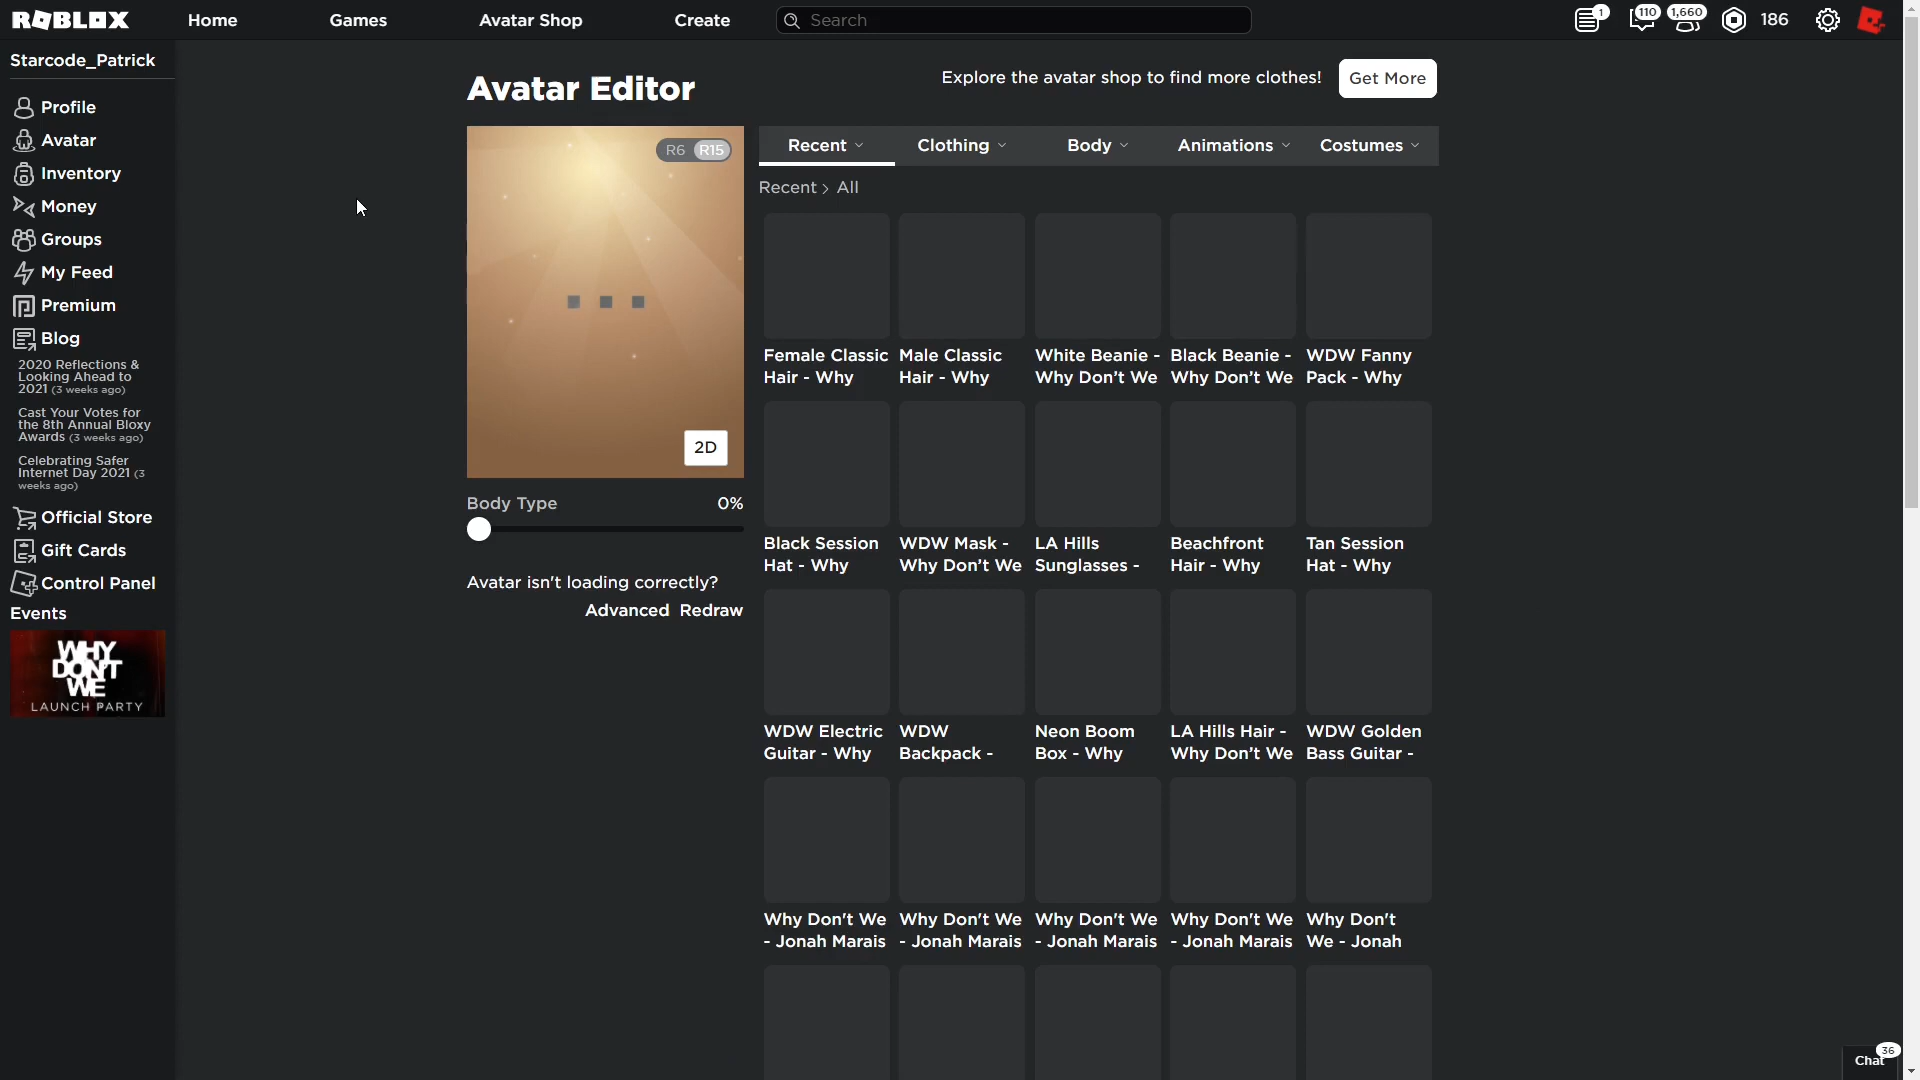 ROBLOX
Home
Games
Avatar Shop
Create
Search
1
110
1,660
186
Starcode_Patrick
Profile
Avatar
Inventory
Money
Groups
My Feed
Premium
Blog
2020 Reflections &
Looking Ahead to
2021 (3 weeks ago)
Cast Your Votes for
the 8th Annual Bloxy
Awards (3 weeks ago)
Celebrating Safer
Internet Day 2021 (3
weeks ago)
Official Store
Gift Cards
Control Panel
Events
WHY
DON'T
WE
LAUNCH PARTY
Avatar Editor
Explore the avatar shop to find more clothes!
Get More
R6 R15
2D
Body Type 0%
Avatar isn't loading correctly?
Advanced Redraw
Recent
Clothing
Body
Animations
Costumes
Recent > All
Female Classic
Hair - Why
Male Classic
Hair - Why
White Beanie -
Why Don’t We
Black Beanie -
Why Don’t We
WDW Fanny
Pack - Why
Black Session
Hat - Why
WDW Mask -
Why Don’t We
LA Hills
Sunglasses -
Beachfront
Hair - Why
Tan Session
Hat - Why
WDW Electric
Guitar - Why
WDW
Backpack -
Neon Boom
Box - Why
LA Hills Hair -
Why Don’t We
WDW Golden
Bass Guitar -
Why Don't We
- Jonah Marais
Why Don't We
- Jonah Marais
Why Don't We
- Jonah Marais
Why Don't We
- Jonah Marais
Why Don't
We - Jonah
Chat
36